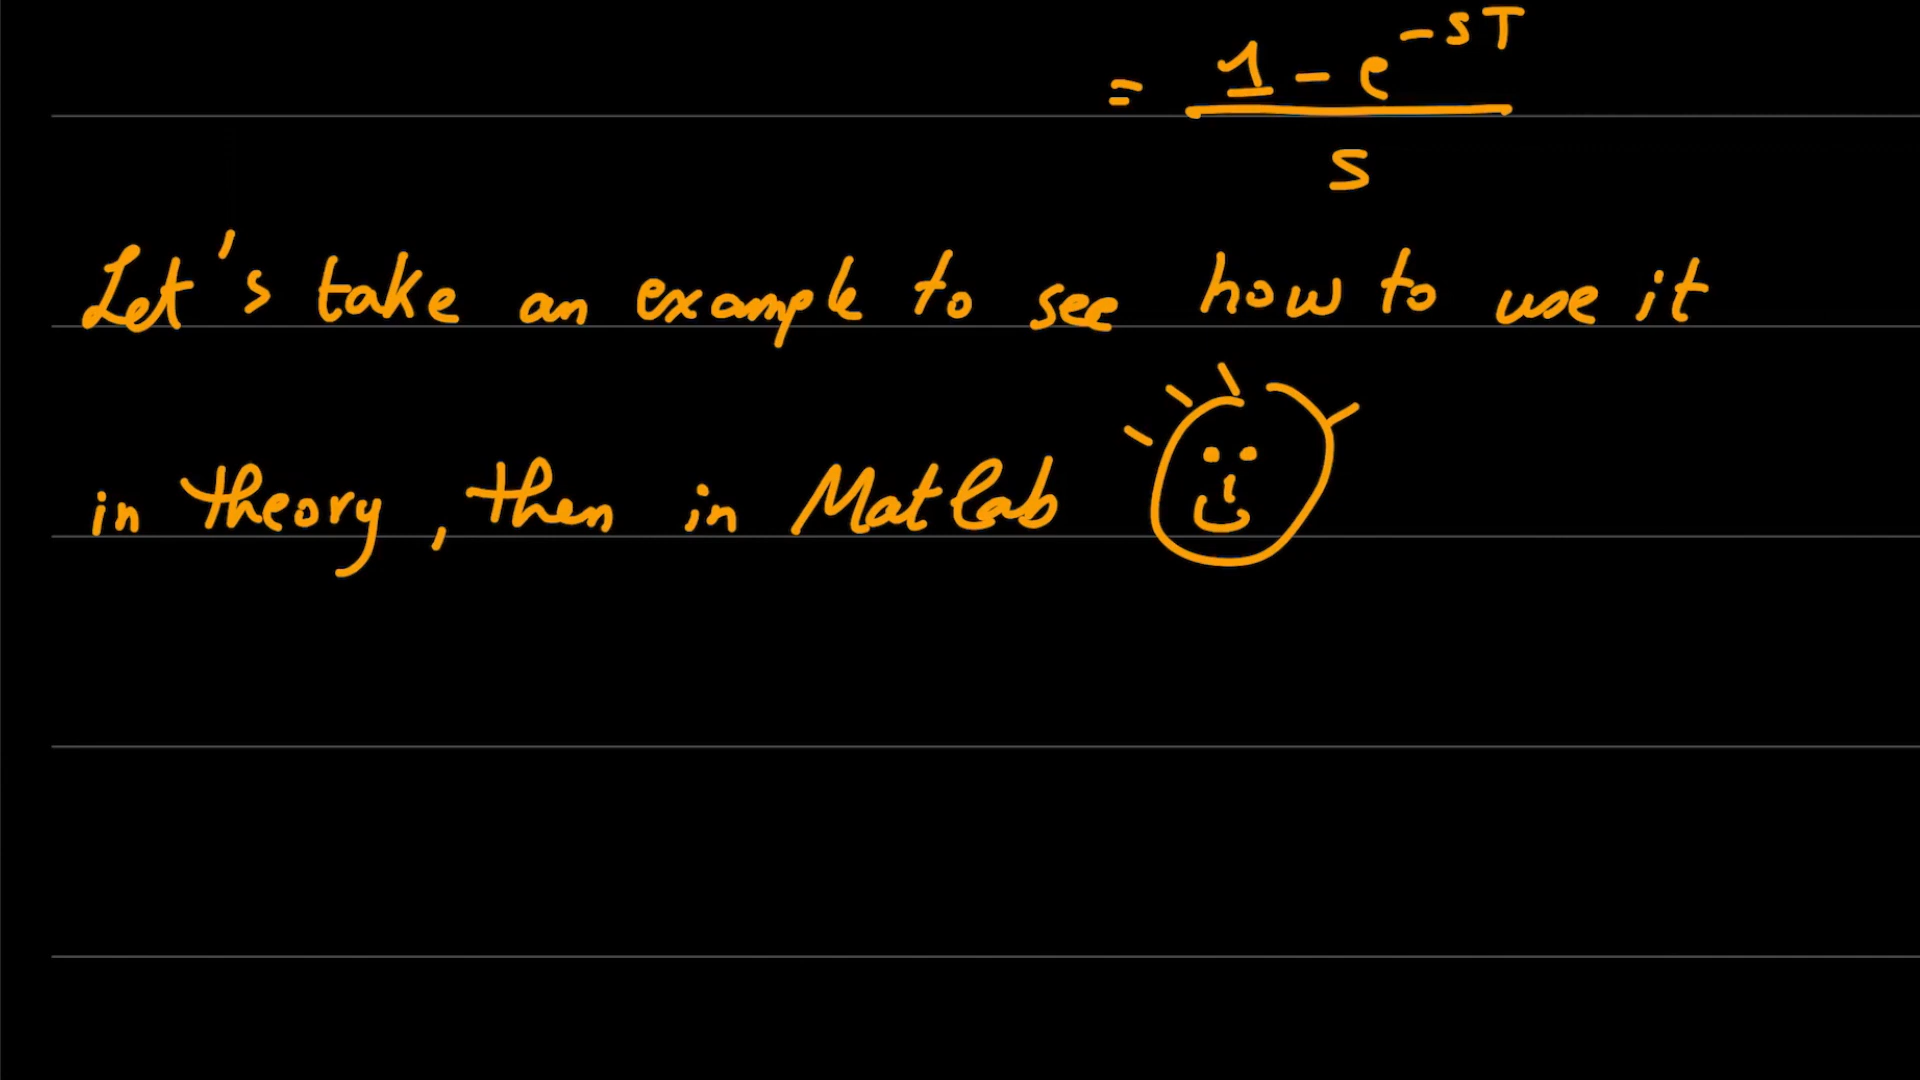 = 1 - e^{-sT}
s
Let's take an example to see how to use it
in theory, then in Matlab